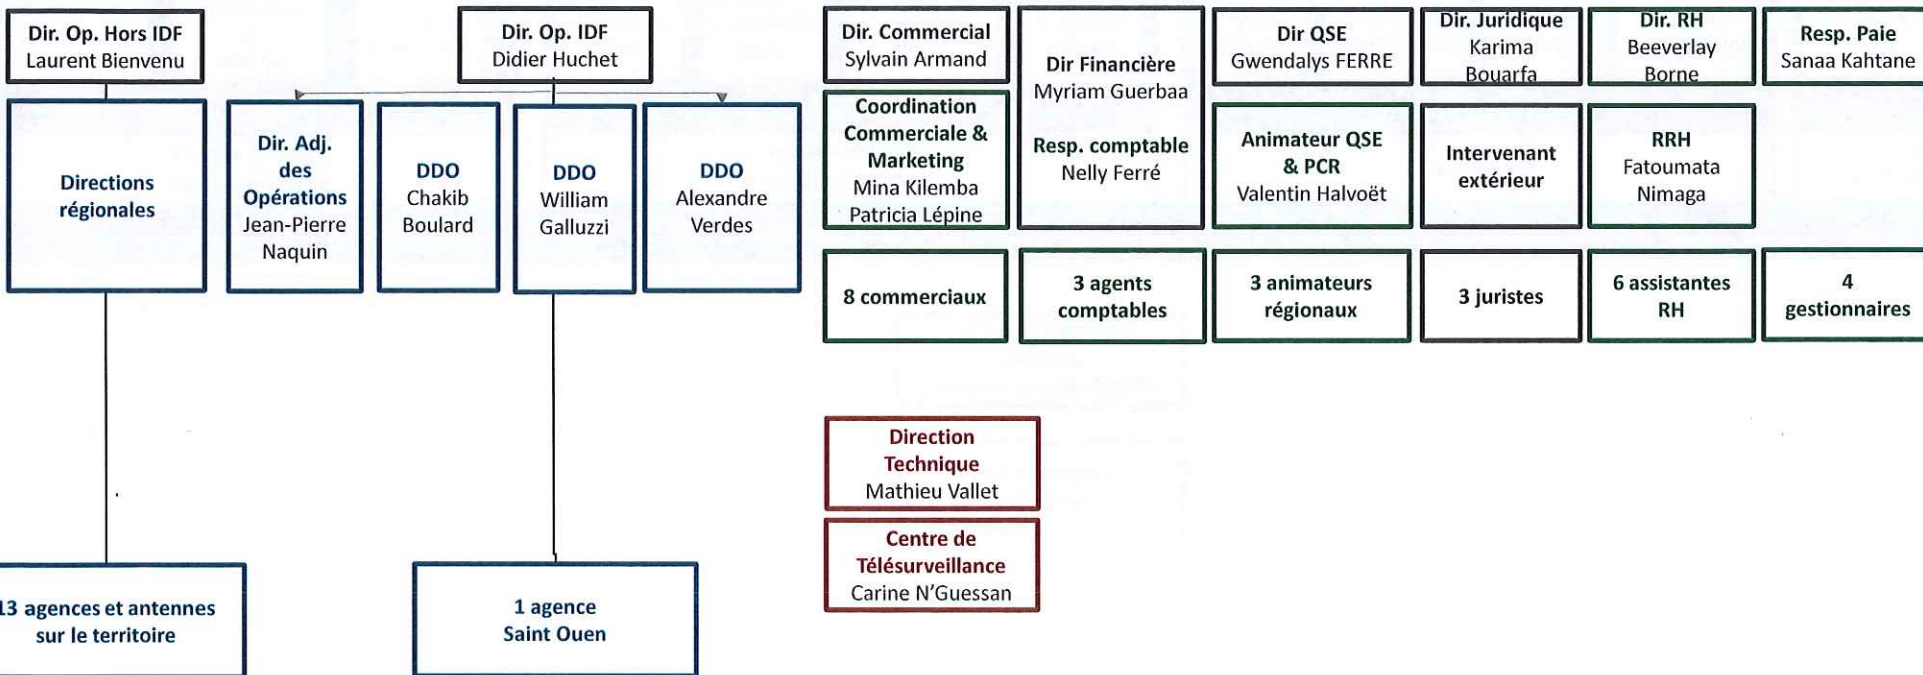 Dir. Op. Hors IDF
Laurent Bienvenu
Dir. Op. IDF
Didier Huchet
Dir. Commercial
Sylvain Armand
Dir Financière
Myriam Guerbaa
Resp. comptable
Nelly Ferré
Dir QSE
Gwendalys FERRE
Dir. Juridique
Karima
Bouarfa
Dir. RH
Beeverlay
Borne
Resp. Paie
Sanaa Kahtane
Directions
régionales
Dir. Adj.
des
Opérations
Jean-Pierre
Naquin
DDO
Chakib
Boulard
DDO
William
Galluzzi
DDO
Alexandre
Verdes
Coordination
Commerciale &
Marketing
Mina Kilemba
Patricia Lépine
Animateur QSE
& PCR
Valentin Halvoët
Intervenant
extérieur
RRH
Fatoumata
Nimaga
8 commerciaux
3 agents
comptables
3 animateurs
régionaux
3 juristes
6 assistantes
RH
4
gestionnaires
Direction
Technique
Mathieu Vallet
Centre de
Télésurveillance
Carine N'Guessan
13 agences et antennes
sur le territoire
1 agence
Saint Ouen